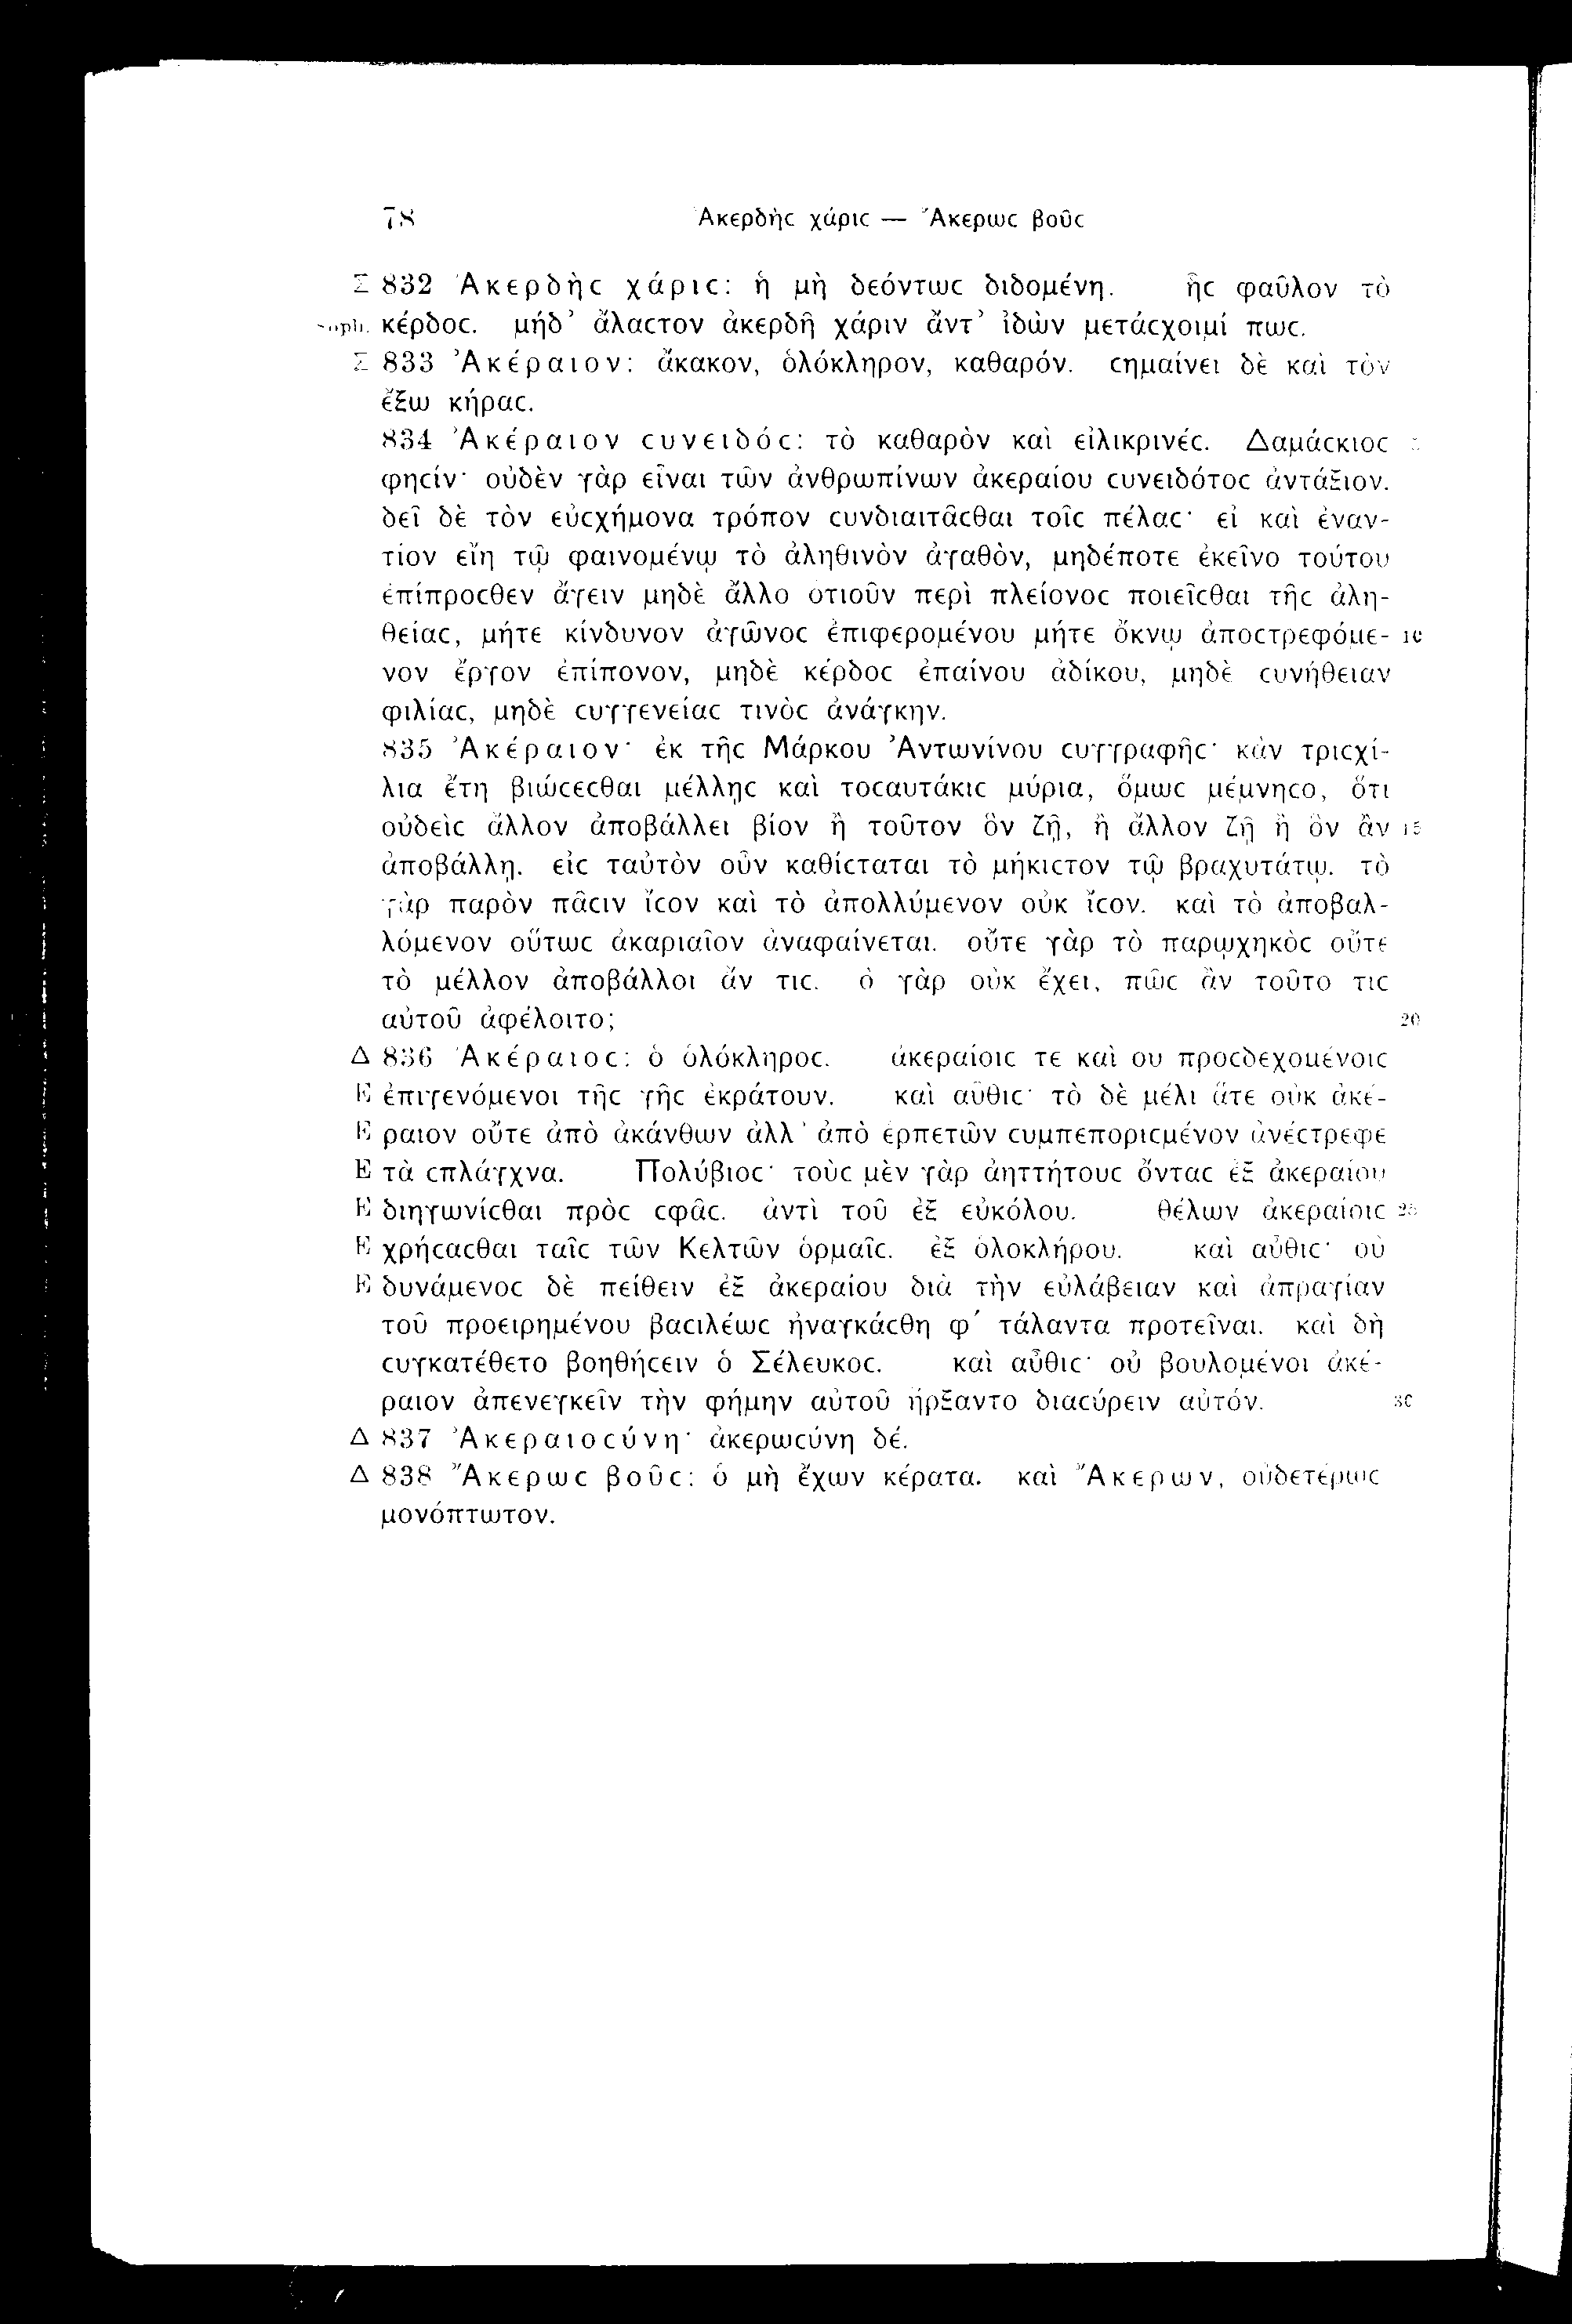 78 Ἀκερδὴϲ χάριϲ — Ἄκερωϲ βοῦϲ
Σ 832 Ἀκερδὴϲ χάριϲ: ἡ μὴ δεόντωϲ διδομένη. ἧϲ φαῦλον τὸ
Soph. κέρδοϲ. μήδ’ ἄλαϲτον ἀκερδῆ χάριν ἄντ’ ἰδὼν μετάϲχοιμί πωϲ.
Σ 833 Ἀκέραιον: ἄκακον, ὁλόκληρον, καθαρόν. ϲημαίνει δὲ καὶ τὸν
ἔξω κήραϲ.
834 Ἀκέραιον ϲυνειδόϲ: τὸ καθαρὸν καὶ εἰλικρινέϲ. Δαμάϲκιοϲ
φηϲίν· οὐδὲν γὰρ εἶναι τῶν ἀνθρωπίνων ἀκεραίου ϲυνειδότοϲ ἀντάξιον.
δεῖ δὲ τὸν εὐϲχήμονα τρόπον ϲυνδιαιτᾶϲθαι τοῖϲ πέλαϲ· εἰ καὶ ἐναν-
τίον εἴη τῷ φαινομένῳ τὸ ἀληθινὸν ἀγαθὸν, μηδέποτε ἐκεῖνο τούτου
ἐπίπροϲθεν ἄγειν μηδὲ ἄλλο ὁτιοῦν περὶ πλείονοϲ ποιεῖϲθαι τῆϲ ἀλη-
θείαϲ, μήτε κίνδυνον ἀγῶνοϲ ἐπιφερομένου μήτε ὄκνῳ ἀποϲτρεφόμε- 10
νον ἔργον ἐπίπονον, μηδὲ κέρδοϲ ἐπαίνου ἀδίκου, μηδὲ ϲυνήθειαν
φιλίαϲ, μηδὲ ϲυγγενείαϲ τινὸϲ ἀνάγκην.
835 Ἀκέραιον· ἐκ τῆϲ Μάρκου Ἀντωνίνου ϲυγγραφῆϲ· κἂν τριϲχί-
λια ἔτη βιώϲεϲθαι μέλληϲ καὶ τοϲαυτάκιϲ μύρια, ὅμωϲ μέμνηϲο, ὅτι
οὐδεὶϲ ἄλλον ἀποβάλλει βίον ἢ τοῦτον ὃν ζῇ, ἢ ἄλλον ζῇ ἢ ὃν ἂν 15
ἀποβάλλῃ. εἰϲ ταὐτὸν οὖν καθίϲταται τὸ μήκιϲτον τῷ βραχυτάτῳ. τὸ
γὰρ παρὸν πᾶϲιν ἴϲον καὶ τὸ ἀπολλύμενον οὐκ ἴϲον. καὶ τὸ ἀποβαλ-
λόμενον οὕτωϲ ἀκαριαῖον ἀναφαίνεται. οὔτε γὰρ τὸ παρῳχηκὸϲ οὔτε
τὸ μέλλον ἀποβάλλοι ἄν τιϲ. ὃ γὰρ οὐκ ἔχει, πῶϲ ἂν τοῦτο τιϲ
αὐτοῦ ἀφέλοιτο; 20
Δ 836 Ἀκέραιοϲ: ὁ ὁλόκληροϲ. ἀκεραίοιϲ τε καὶ οὐ προϲδεχομένοιϲ
E ἐπιγενόμενοι τῆϲ γῆϲ ἐκράτουν. καὶ αὖθιϲ· τὸ δὲ μέλι ἅτε οὐκ ἀκέ-
E ραιον οὔτε ἀπὸ ἀκάνθων ἀλλ’ ἀπὸ ἑρπετῶν ϲυμπεποριϲμένον ἀνέϲτρεφε
E τὰ ϲπλάγχνα. Πολύβιοϲ· τοὺϲ μὲν γὰρ ἀηττήτουϲ ὄνταϲ ἐξ ἀκεραίου
E διηγωνίϲθαι πρὸϲ ϲφᾶϲ. ἀντὶ τοῦ ἐξ εὐκόλου. θέλων ἀκεραίοιϲ 25
E χρήϲαϲθαι ταῖϲ τῶν Κελτῶν ὁρμαῖϲ. ἐξ ὁλοκλήρου. καὶ αὖθιϲ· οὐ
E δυνάμενοϲ δὲ πείθειν ἐξ ἀκεραίου διὰ τὴν εὐλάβειαν καὶ ἀπραγίαν
τοῦ προειρημένου βαϲιλέωϲ ἠναγκάϲθη φ΄ τάλαντα προτεῖναι. καὶ δὴ
ϲυγκατέθετο βοηθήϲειν ὁ Σέλευκοϲ. καὶ αὖθιϲ· οὐ βουλομένοι ἀκέ-
ραιον ἀπενεγκεῖν τὴν φήμην αὐτοῦ ἤρξαντο διαϲύρειν αὐτόν. 30
Δ 837 Ἀκεραιοϲύνη· ἀκερωϲύνη δέ.
Δ 838 Ἄκερωϲ βοῦϲ: ὁ μὴ ἔχων κέρατα. καὶ Ἄκερων, οὐδετέρωϲ
μονόπτωτον.